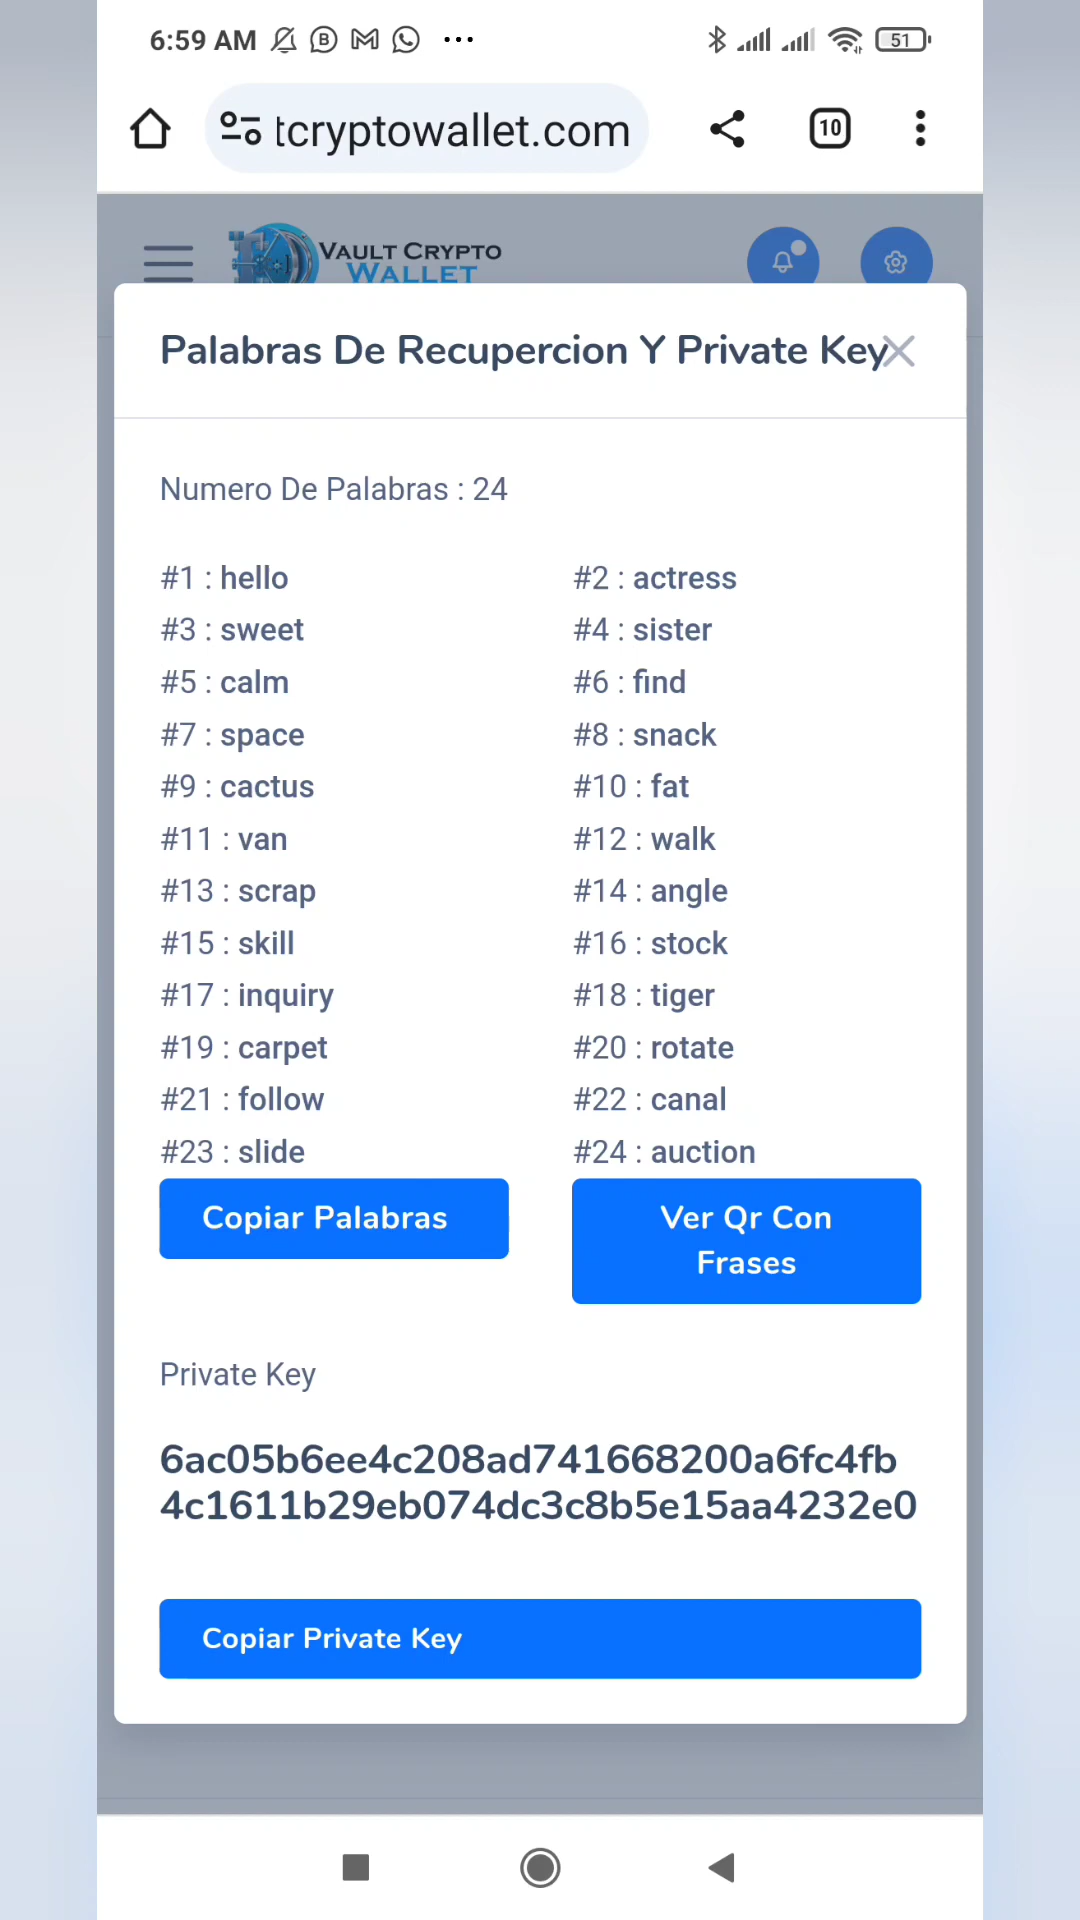 6:59 AM
51
tcryptowallet.com
10
VAULT CRYPTO
WALLET
Palabras De Recupercion Y Private Key
Numero De Palabras : 24
#1 : hello
#2 : actress
#3 : sweet
#4 : sister
#5 : calm
#6 : find
#7 : space
#8 : snack
#9 : cactus
#10 : fat
#11 : van
#12 : walk
#13 : scrap
#14 : angle
#15 : skill
#16 : stock
#17 : inquiry
#18 : tiger
#19 : carpet
#20 : rotate
#21 : follow
#22 : canal
#23 : slide
#24 : auction
Copiar Palabras
Ver Qr Con
Frases
Private Key
6ac05b6ee4c208ad741668200a6fc4fb
4c1611b29eb074dc3c8b5e15aa4232e0
Copiar Private Key